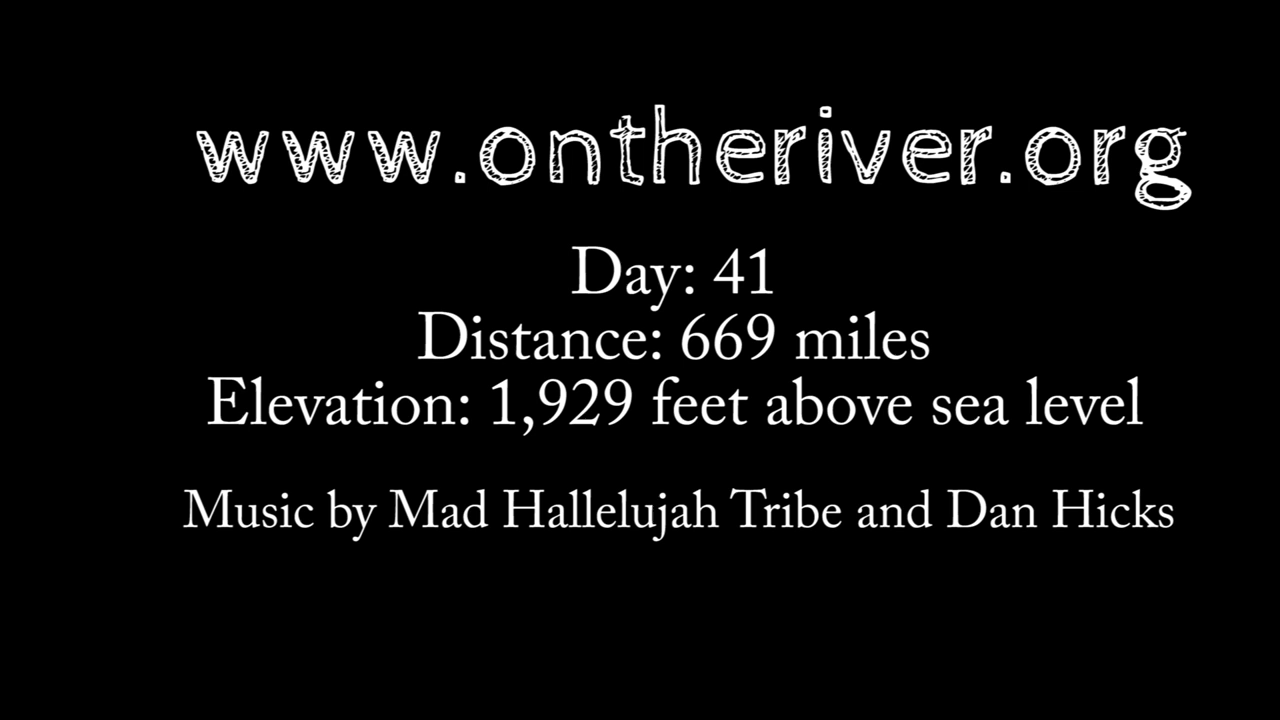 www.ontheriver.org
Day: 41
Distance: 669 miles
Elevation: 1,929 feet above sea level
Music by Mad Hallelujah Tribe and Dan Hicks